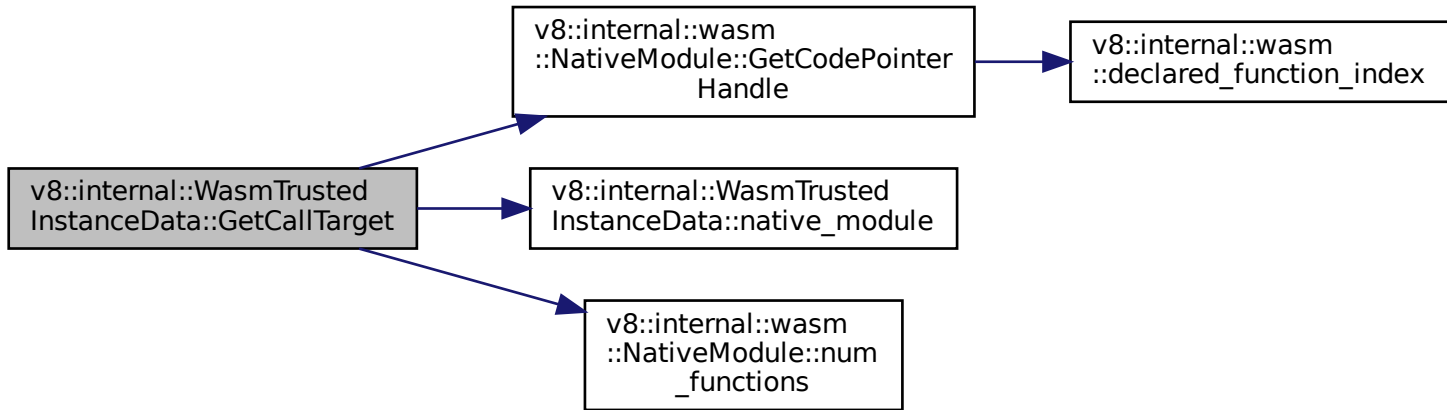 v8::internal::WasmTrusted
InstanceData::GetCallTarget
v8::internal::wasm
::NativeModule::GetCodePointer
Handle
v8::internal::wasm
::declared_function_index
v8::internal::WasmTrusted
InstanceData::native_module
v8::internal::wasm
::NativeModule::num
_functions